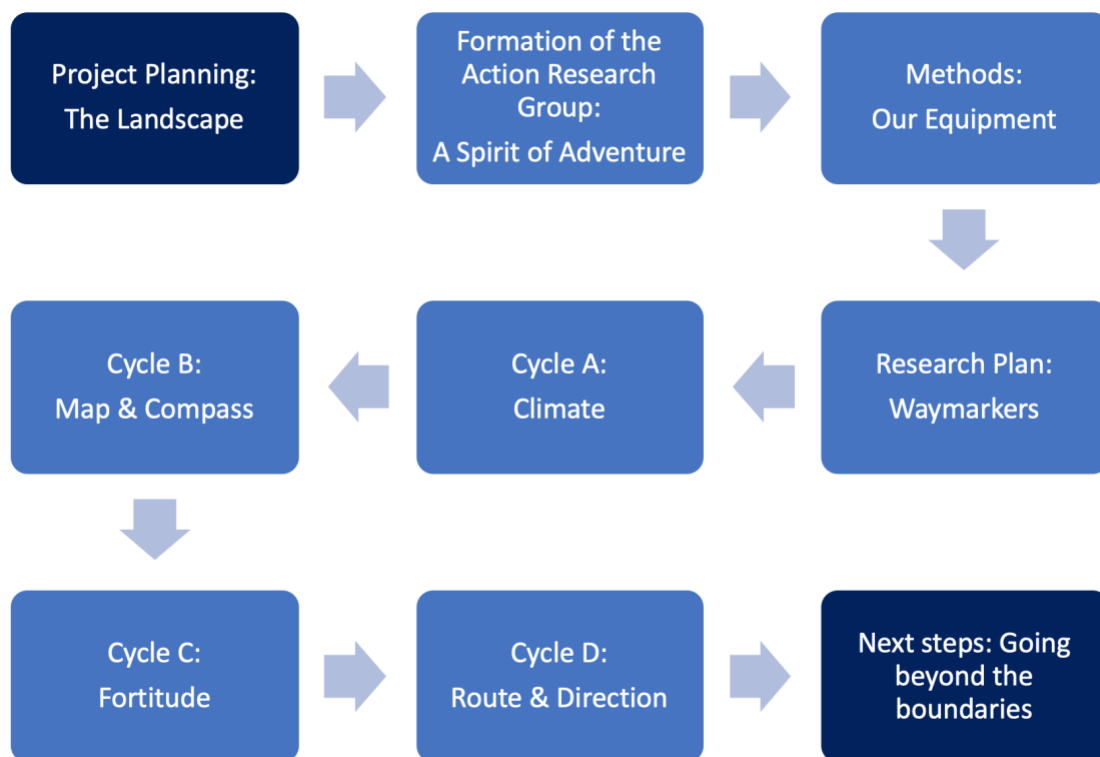 Project Planning:
The Landscape
Formation of the
Action Research
Group:
A Spirit of Adventure
Methods:
Our Equipment
Research Plan:
Waymarkers
Cycle A:
Climate
Cycle B:
Map & Compass
Cycle C:
Fortitude
Cycle D:
Route & Direction
Next steps: Going
beyond the
boundaries